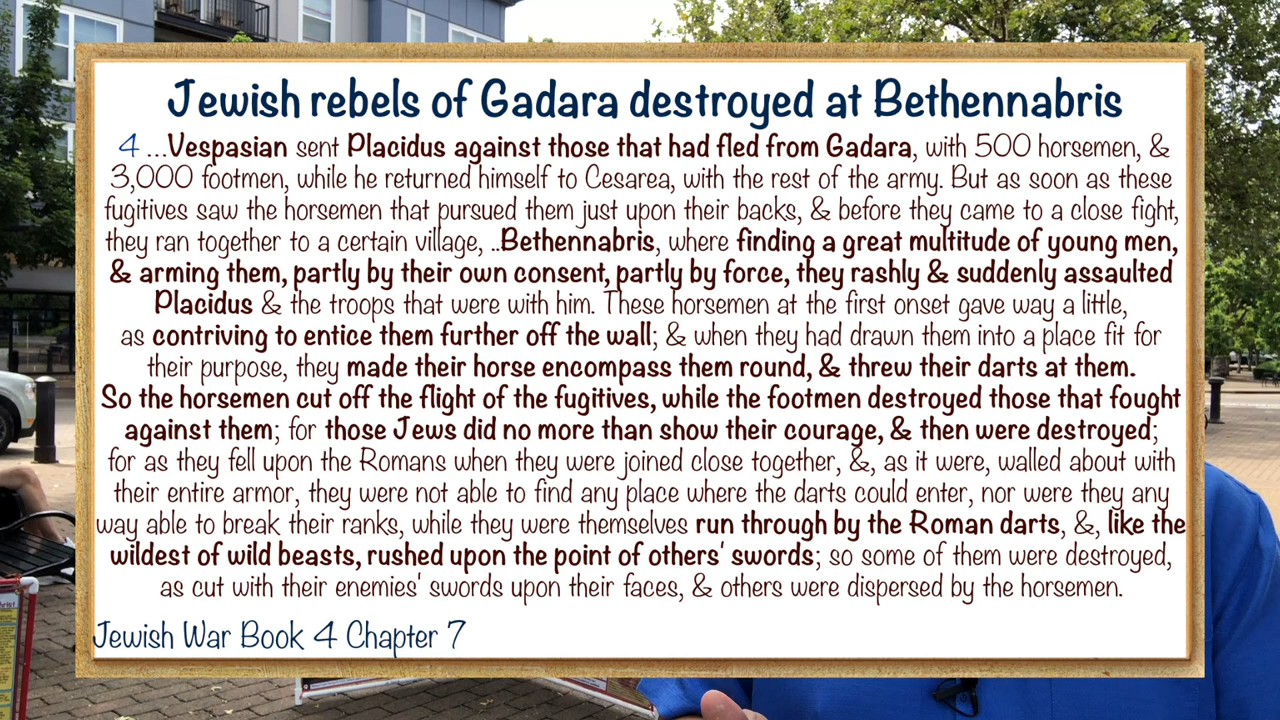 Jewish rebels of Gadara destroyed at Bethennabris
4 ...Vespasian sent Placidus against those that had fled from Gadara, with 500 horsemen, &
3,000 footmen, while he returned himself to Cesarea, with the rest of the army. But as soon as these
fugitives saw the horsemen that pursued them just upon their backs, & before they came to a close fight,
they ran together to a certain village, ..Bethennabris, where finding a great multitude of young men,
& arming them, partly by their own consent, partly by force, they rashly & suddenly assaulted
Placidus & the troops that were with him. These horsemen at the first onset gave way a little,
as contriving to entice them further off the wall; & when they had drawn them into a place fit for
their purpose, they made their horse encompass them round, & threw their darts at them.
So the horsemen cut off the flight of the fugitives, while the footmen destroyed those that fought
against them; for those Jews did no more than show their courage, & then were destroyed;
for as they fell upon the Romans when they were joined close together, &, as it were, walled about with
their entire armor, they were not able to find any place where the darts could enter, nor were they any
way able to break their ranks, while they were themselves run through by the Roman darts, &, like the
wildest of wild beasts, rushed upon the point of others' swords; so some of them were destroyed,
as cut with their enemies' swords upon their faces, & others were dispersed by the horsemen.
Jewish War Book 4 Chapter 7